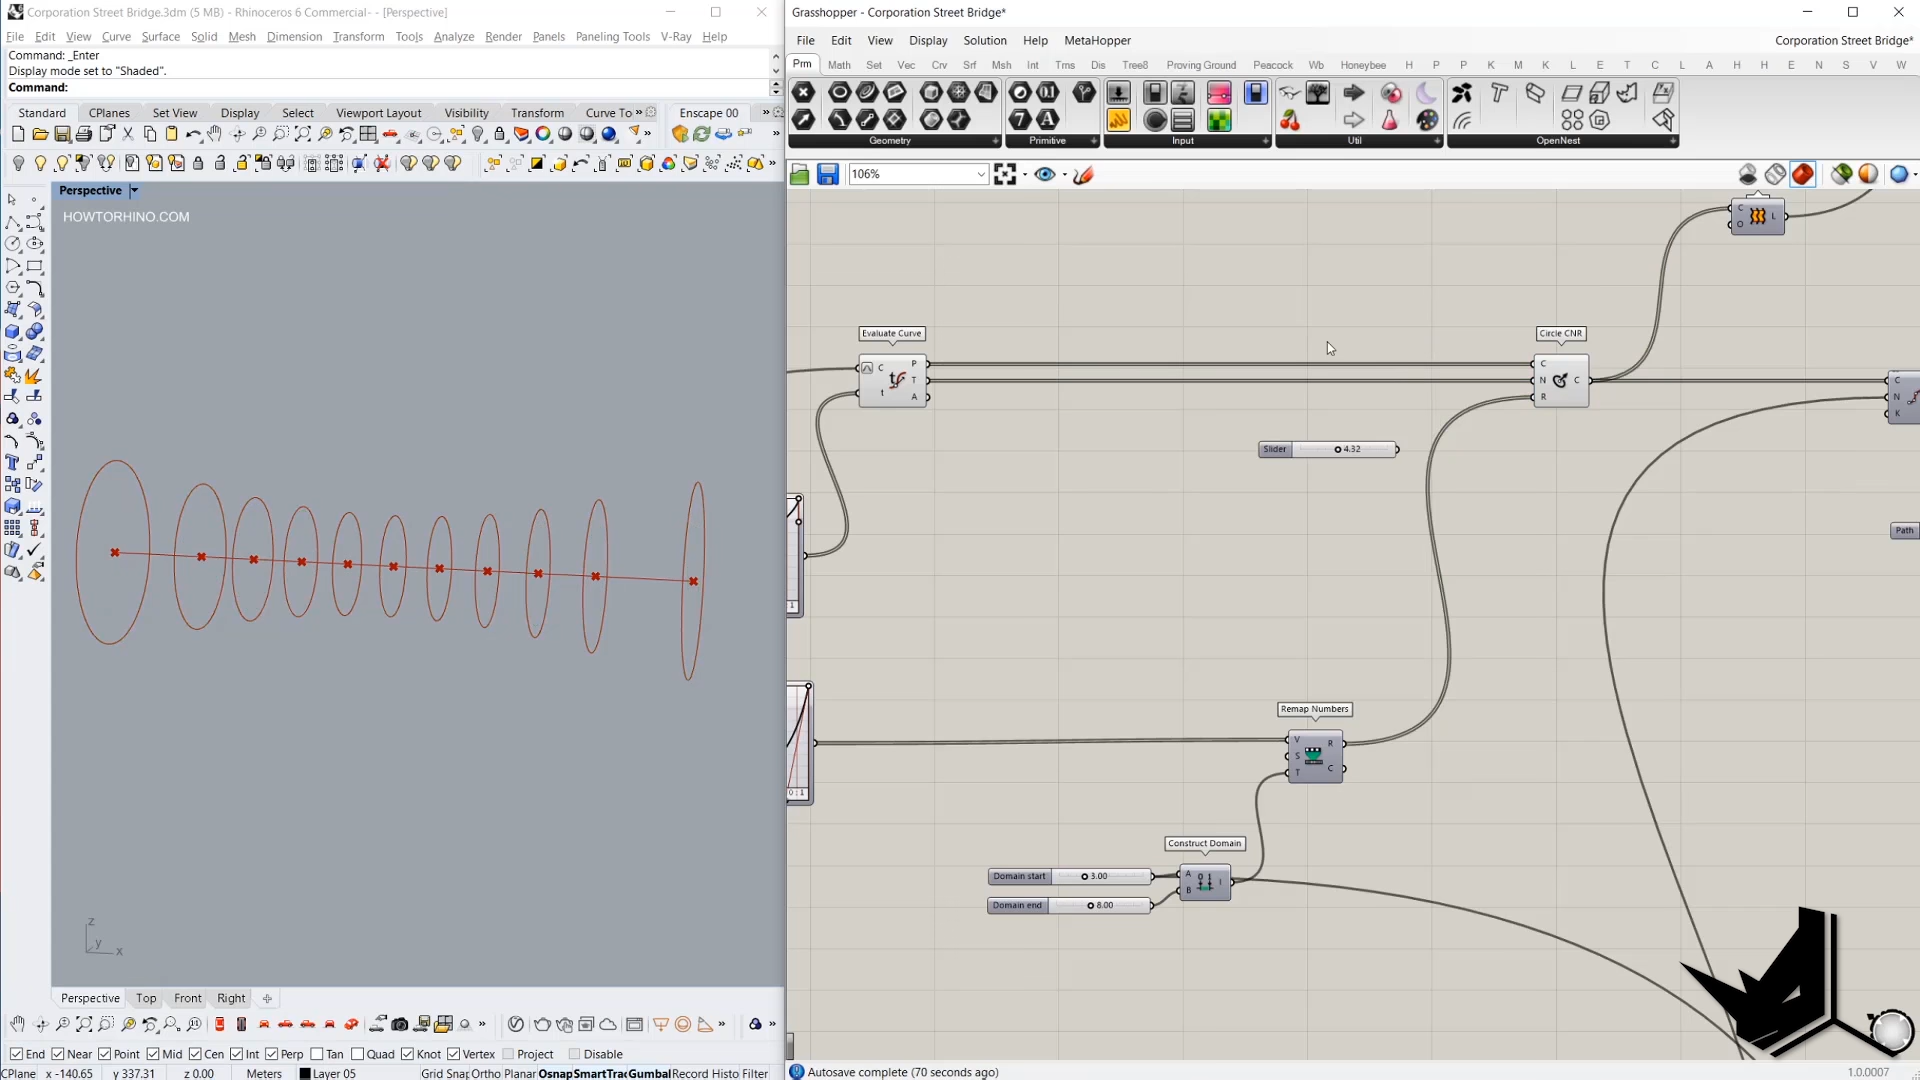 Corporation Street Bridge.3dm (5 MB) - Rhinoceros 6 Commercial- - [Perspective]
File Edit View Curve Surface Solid Mesh Dimension Transform Tools Analyze Render Panels Paneling Tools V-Ray Help
Command: _Enter
Display mode set to "Shaded".
Command:
Standard CPlanes Set View Display Select Viewport Layout Visibility Transform Curve To » Escape 00 »
Perspective
HOWTORHINO.COM
z
y
x
Perspective Top Front Right
End Near Point Mid Cen Int Perp Tan Quad Knot Vertex Project Disable
CPlane x -140.65 y 337.31 z 0.00 Meters Layer 05 Grid Snap Ortho Planar Osnap SmartTrac Gumbal Record Histo Filter
Grasshopper - Corporation Street Bridge*
File Edit View Display Solution Help MetaHopper Corporation Street Bridge*
Prm Math Set Vec Crv Srf Msh Int Trns Dis Tree8 Proving Ground Peacock Wb Honeybee H P P K M K L E T C L A H H E N S V W
Geometry Primitive Input Util OpenNest
106%
C L
O
Evaluate Curve
C P
T
t A
Circle CNR
C
N C
R
C
N
K
Slider 4.32
Path
1
Remap Numbers
V R
S
T C
0:1
Construct Domain
Domain start 3.00
A I
B
Domain end 8.00
Autosave complete (70 seconds ago)
1.0.0007